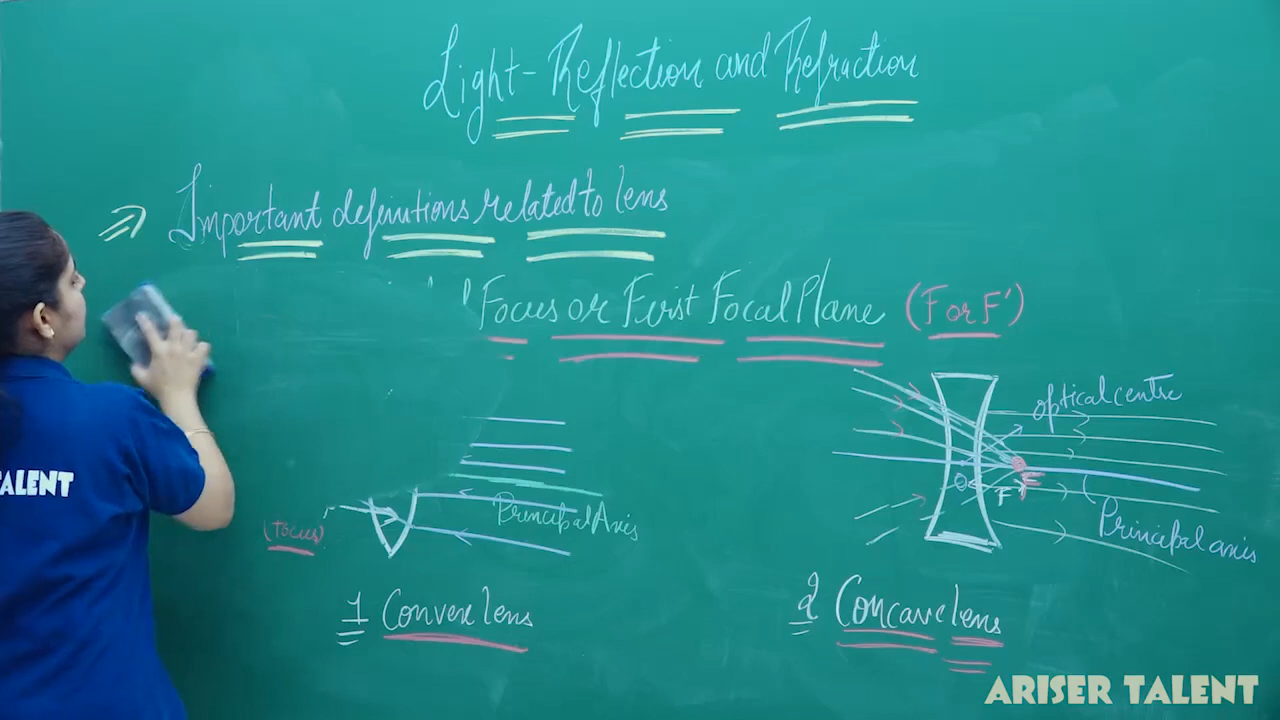 Light-Reflection and Refraction
Important definitions related to lens
Focus or First Focal Plane (F or F')
optical centre
O F F
Principal Axis
(Focus)
Principal axis
1 Convex lens
2 Concave lens
TALENT
ARISER TALENT